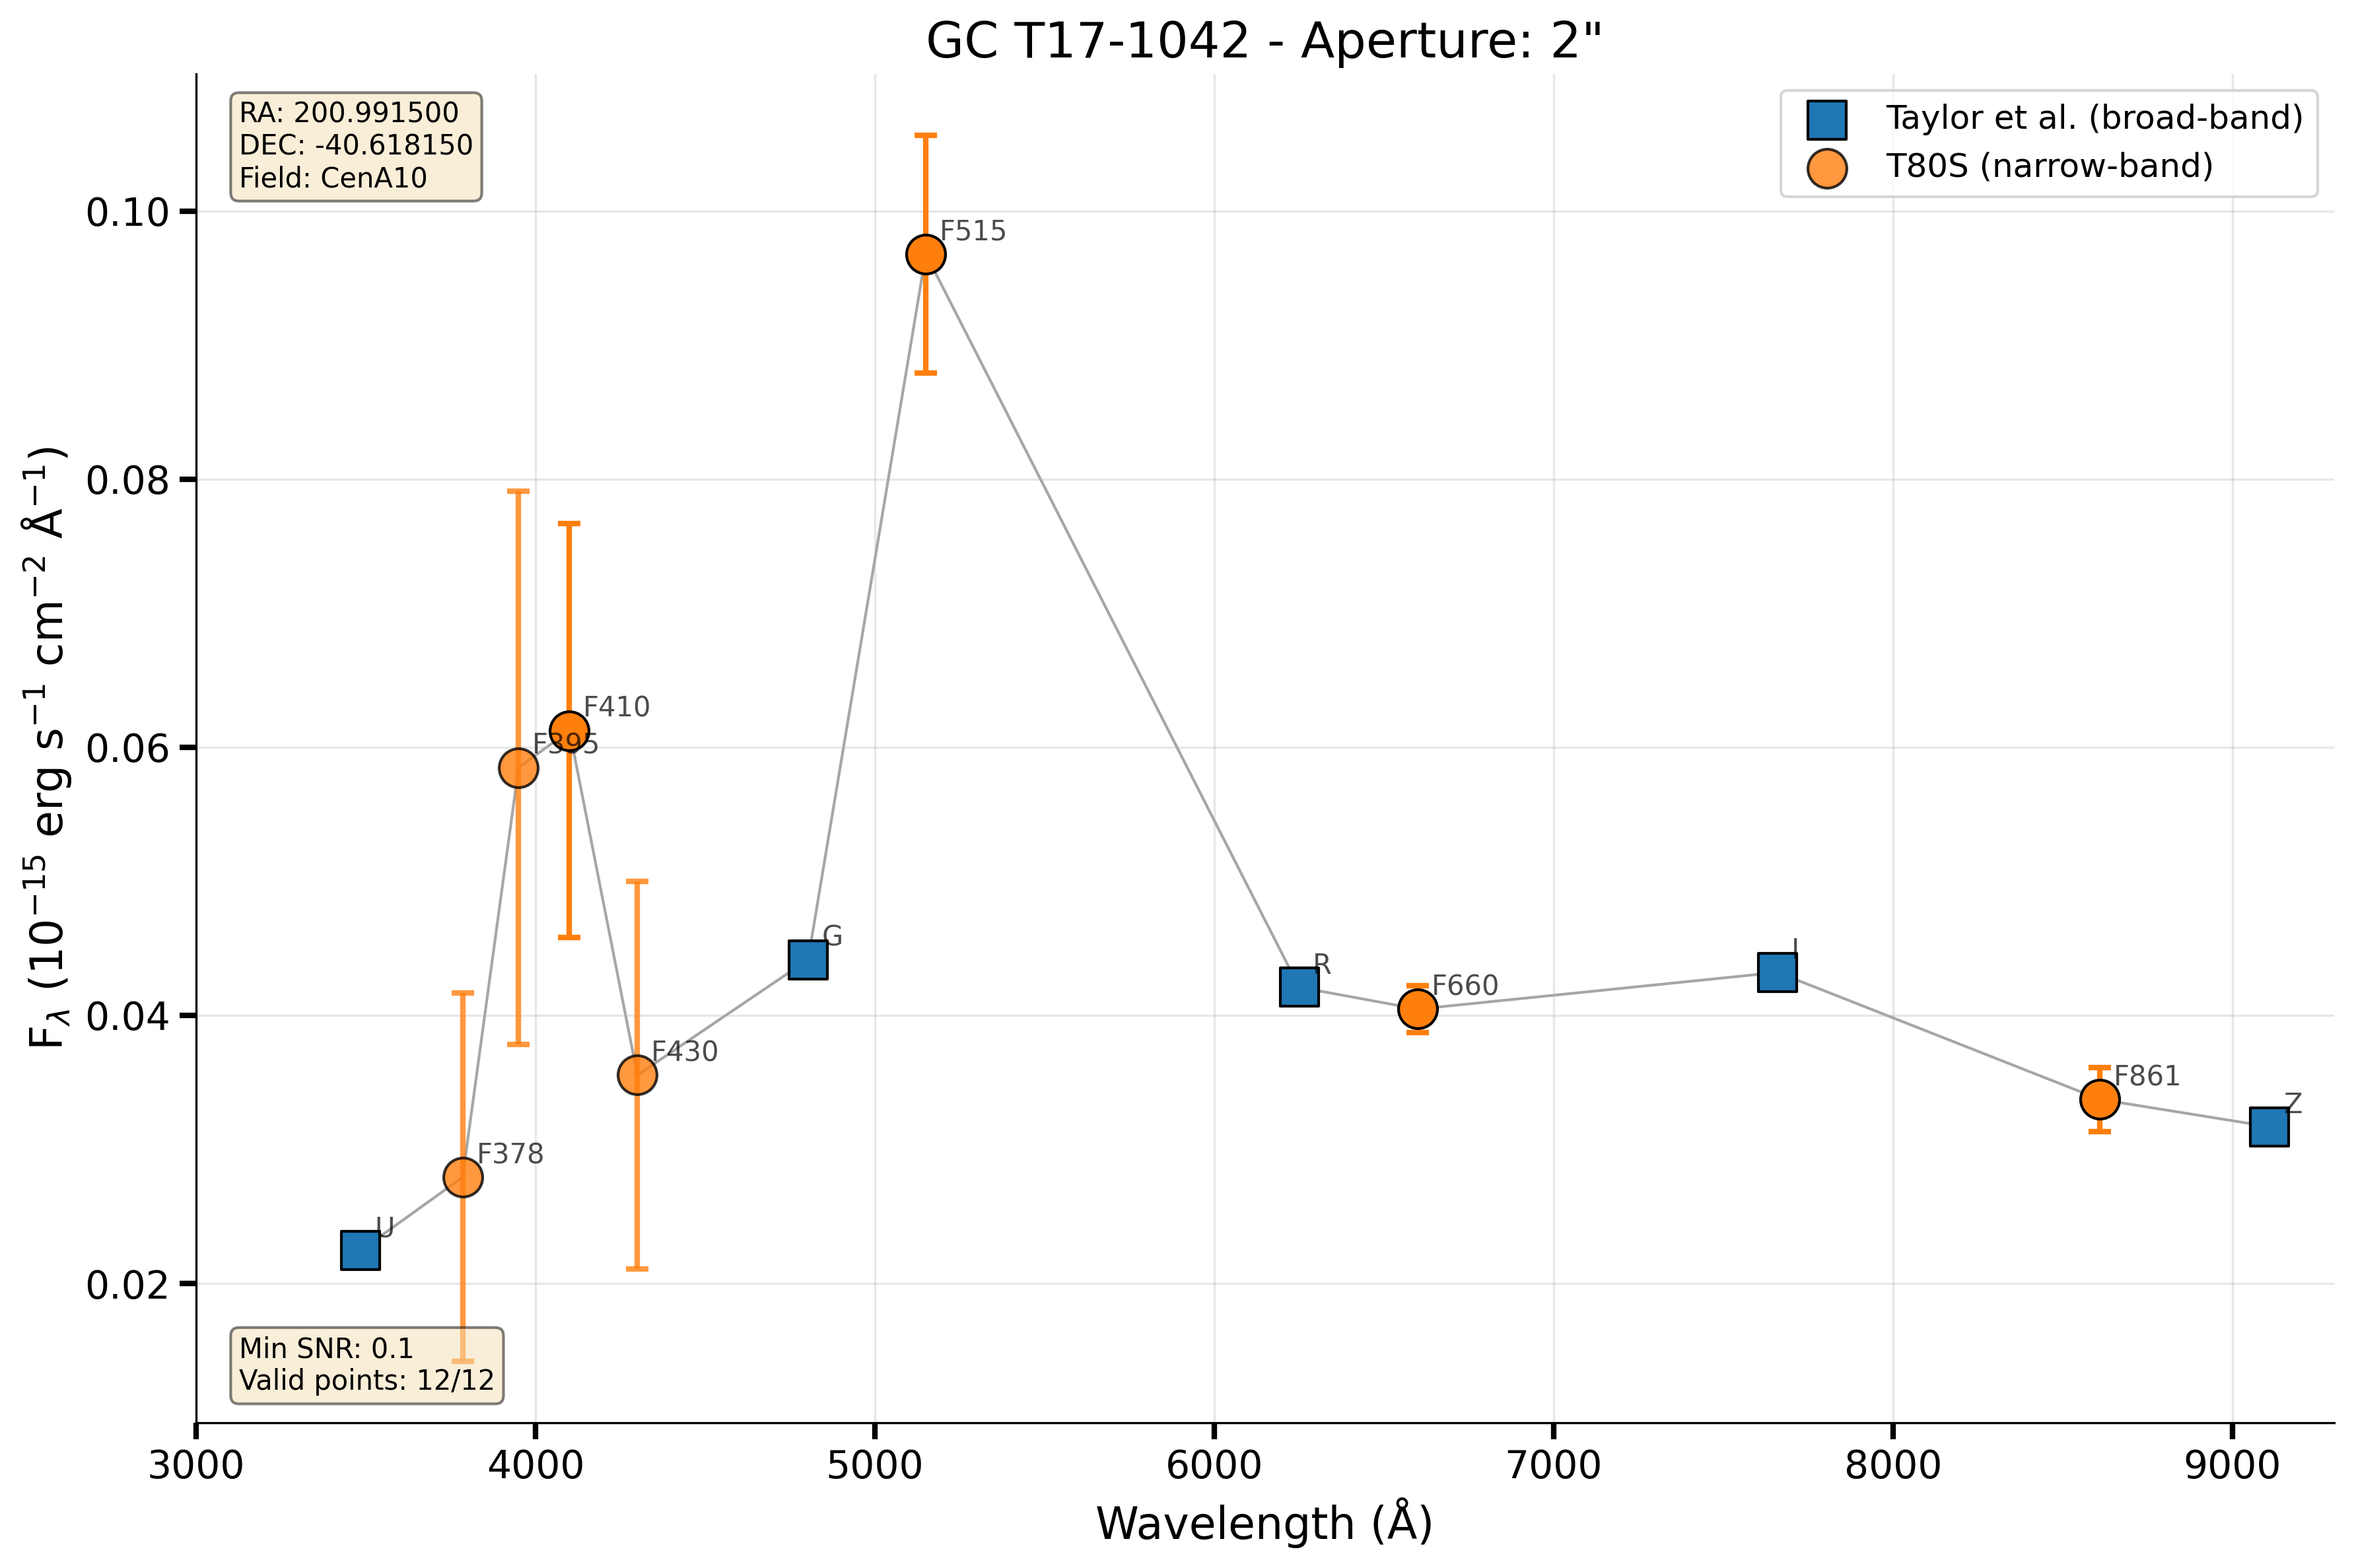 GC T17-1042 - Aperture: 2"
RA: 200.991500
DEC: -40.618150
Field: CenA10
Taylor et al. (broad-band)
T80S (narrow-band)
F515
F410
F395
G
R
I
F660
F430
F861
Z
F378
U
Min SNR: 0.1
Valid points: 12/12
0.10
0.08
0.06
0.04
0.02
F_λ (10⁻¹⁵ erg s⁻¹ cm⁻² Å⁻¹)
3000 4000 5000 6000 7000 8000 9000
Wavelength (Å)